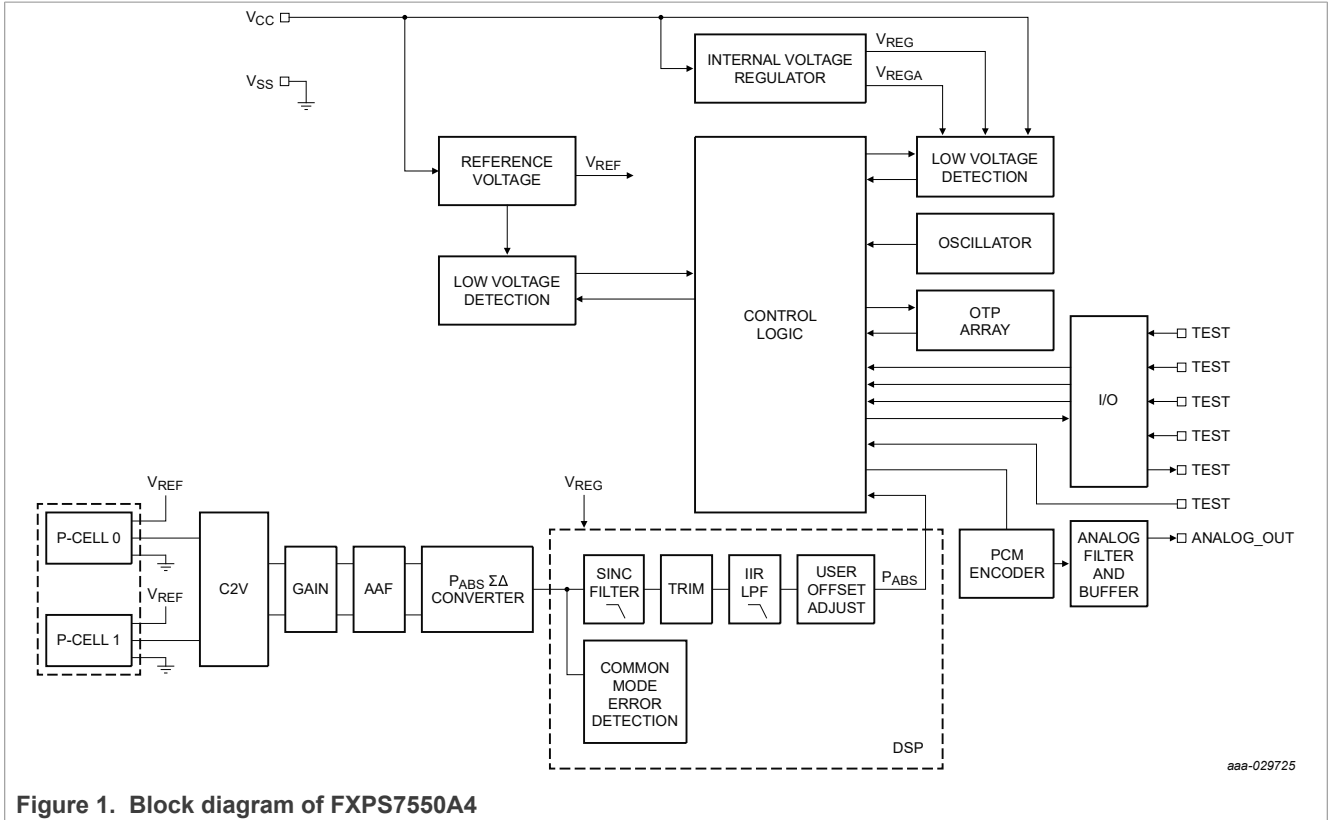 VCC
VSS
INTERNAL VOLTAGE
REGULATOR
VREG
VREGA
REFERENCE
VOLTAGE
VREF
LOW VOLTAGE
DETECTION
LOW VOLTAGE
DETECTION
CONTROL
LOGIC
OSCILLATOR
OTP
ARRAY
I/O
TEST
TEST
TEST
TEST
TEST
TEST
VREF
P-CELL 0
VREF
P-CELL 1
C2V
GAIN
AAF
PABS ΣΔ
CONVERTER
VREG
SINC
FILTER
TRIM
IIR
LPF
USER
OFFSET
ADJUST
PABS
COMMON
MODE
ERROR
DETECTION
DSP
PCM
ENCODER
ANALOG
FILTER
AND
BUFFER
ANALOG_OUT
aaa-029725
Figure 1. Block diagram of FXPS7550A4